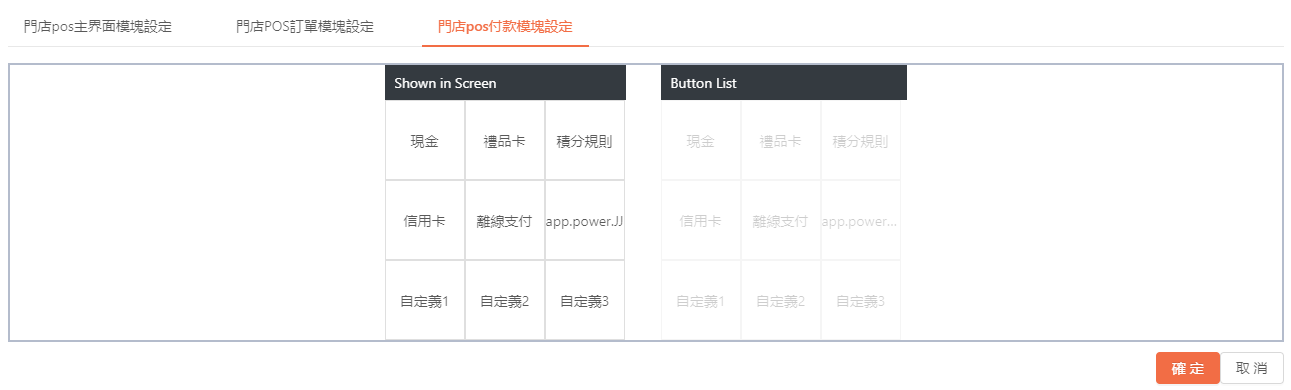 門店pos主界面模塊設定 門店POS訂單模塊設定 門店pos付款模塊設定
Shown in Screen Button List
現金 禮品卡 積分規則 現金 禮品卡 積分規則
信用卡 離線支付 app.power.JJ 信用卡 離線支付 app.power...
自定義1 自定義2 自定義3 自定義1 自定義2 自定義3
確 定 取 消